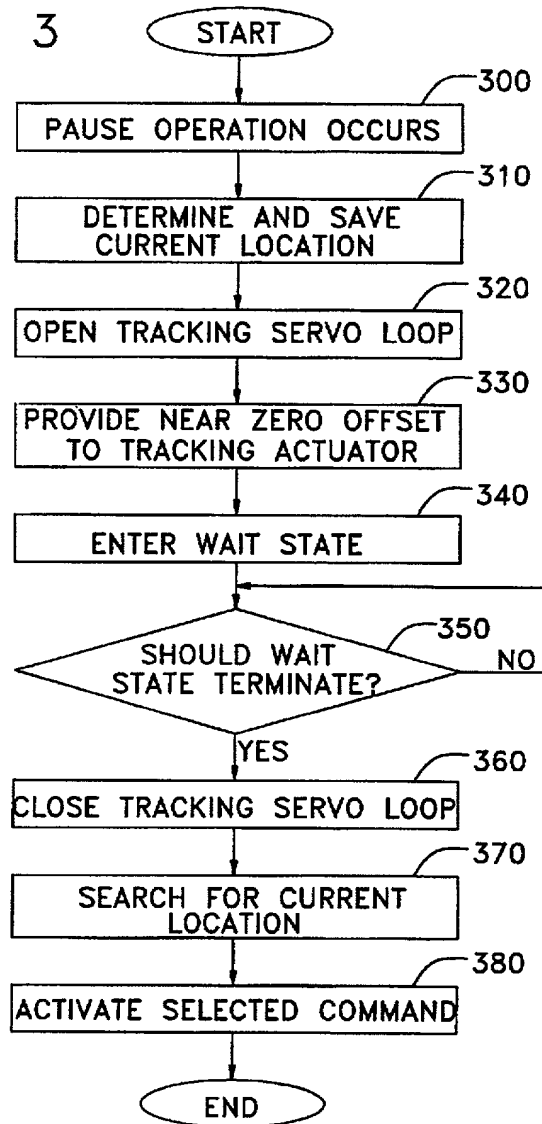 3
START
300
PAUSE OPERATION OCCURS
310
DETERMINE AND SAVE
CURRENT LOCATION
320
OPEN TRACKING SERVO LOOP
330
PROVIDE NEAR ZERO OFFSET
TO TRACKING ACTUATOR
340
ENTER WAIT STATE
350
SHOULD WAIT
STATE TERMINATE?
NO
YES
360
CLOSE TRACKING SERVO LOOP
370
SEARCH FOR CURRENT
LOCATION
380
ACTIVATE SELECTED COMMAND
END